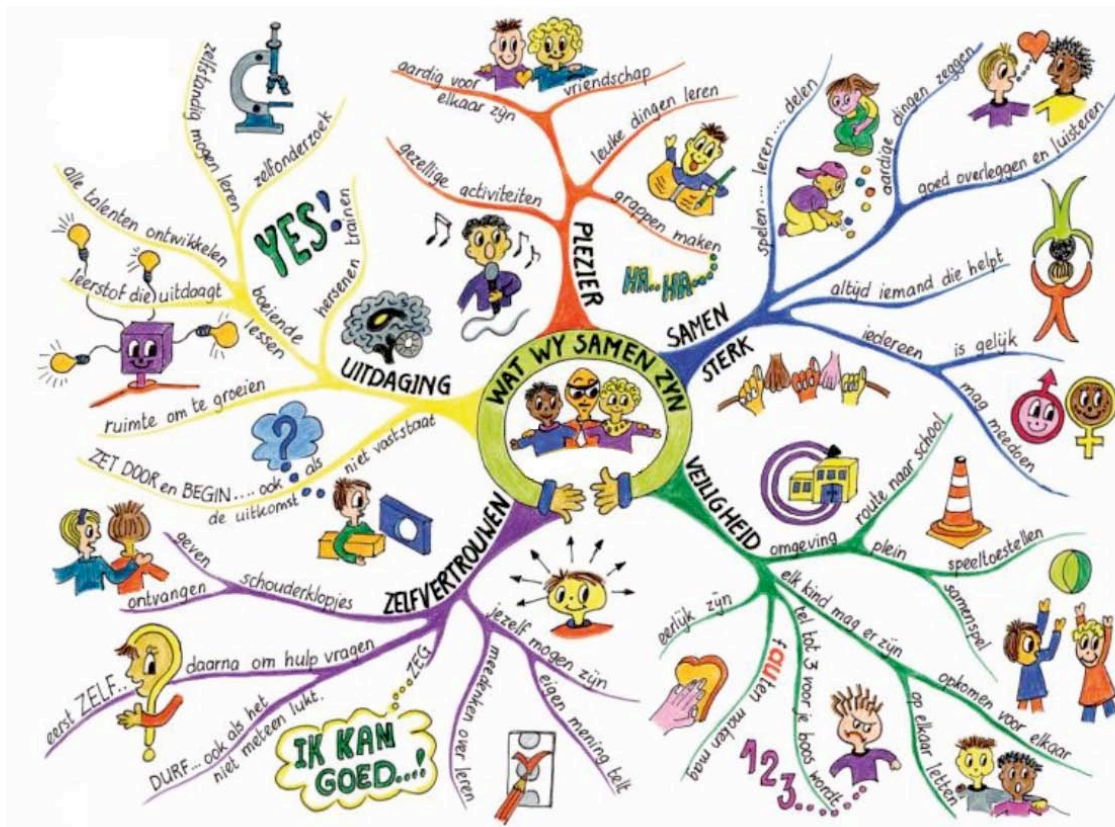 WAT WY SAMEN ZYN
PLEZIER
aardig voor
elkaar zijn
vriendschap
leuke dingen leren
grappen maken
HA..HA..
gezellige activiteiten
SAMEN
STERK
spelen.... leren.... delen
aardige dingen zeggen
goed overleggen en luisteren
altijd iemand die helpt
iedereen
is gelijk
mag
meedoen
VEILIGHEID
omgeving
route naar school
plein
speeltoestellen
samenspel
elk kind mag er zijn
opkomen voor elkaar
op elkaar letten
tel tot 3 voor je boos wordt
1 2 3...
fauten maken mag
eerlijk zijn
ZELFVERTROUWEN
jezelf mogen zijn
eigen mening telt
meedenken over leren
ZEG
IK KAN
GOED...!
DURF... ook als het
niet meteen lukt.
eerst ZELF..
daarna om hulp vragen
schouderklopjes
geven
ontvangen
UITDAGING
ZET DOOR en BEGIN.... ook als
de uitkomst
niet vaststaat
?
ruimte om te groeien
boeiende
lessen
hersenen trainen
YES!
leerstof die uitdaagt
alle talenten ontwikkelen
zelfstandig mogen leren
zelfonderzoek